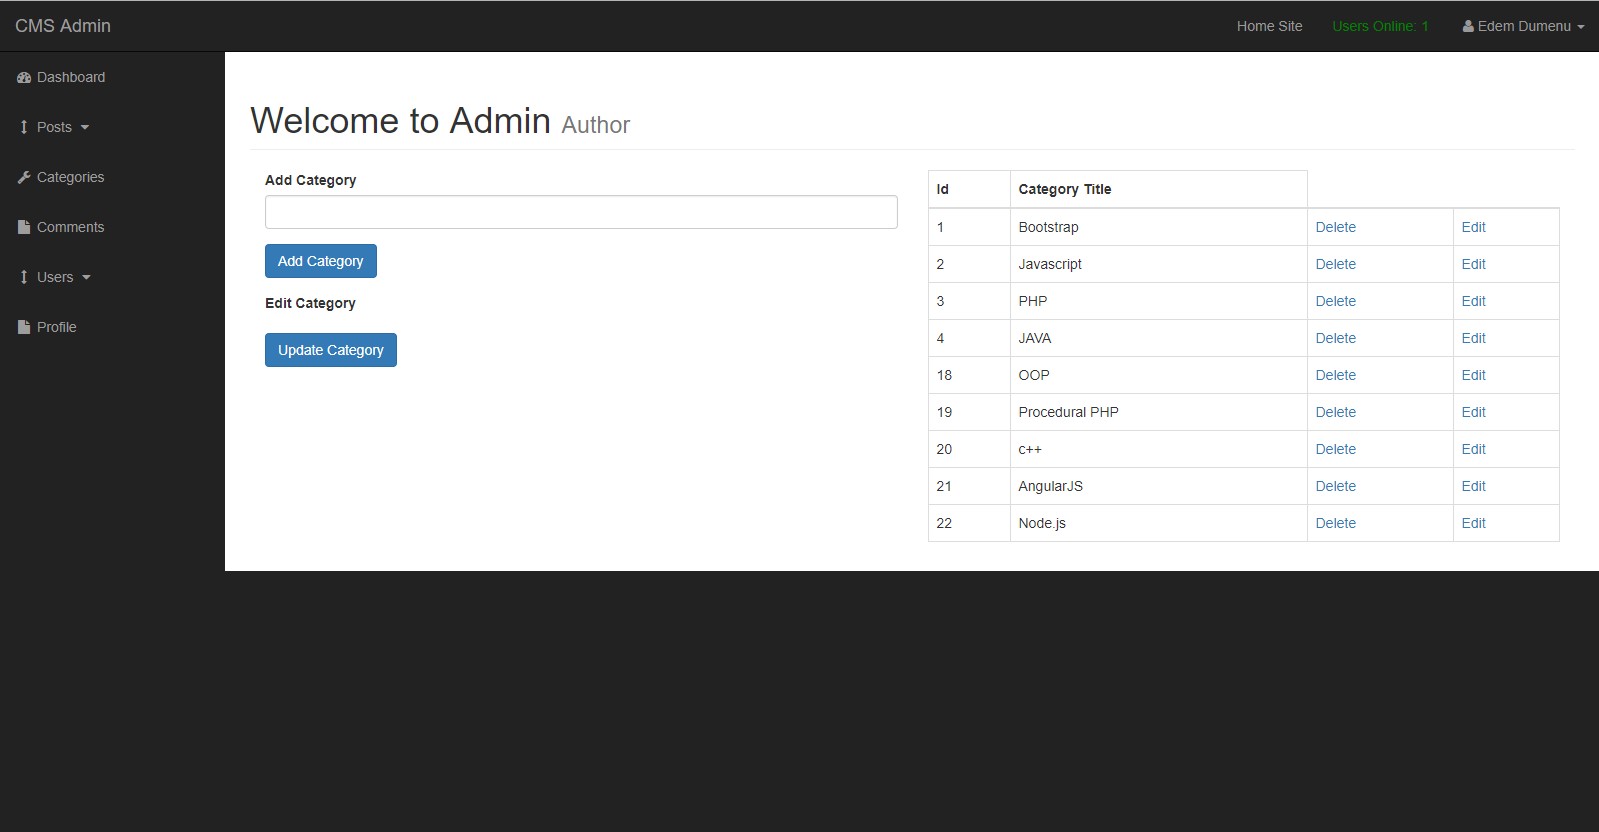 CMS Admin
Home Site
Users Online: 1
Edem Dumenu
Dashboard
Posts
Categories
Comments
Users
Profile
Welcome to Admin Author
Add Category
Add Category
Edit Category
Update Category
Id Category Title
1 Bootstrap Delete Edit
2 Javascript Delete Edit
3 PHP Delete Edit
4 JAVA Delete Edit
18 OOP Delete Edit
19 Procedural PHP Delete Edit
20 c++ Delete Edit
21 AngularJS Delete Edit
22 Node.js Delete Edit